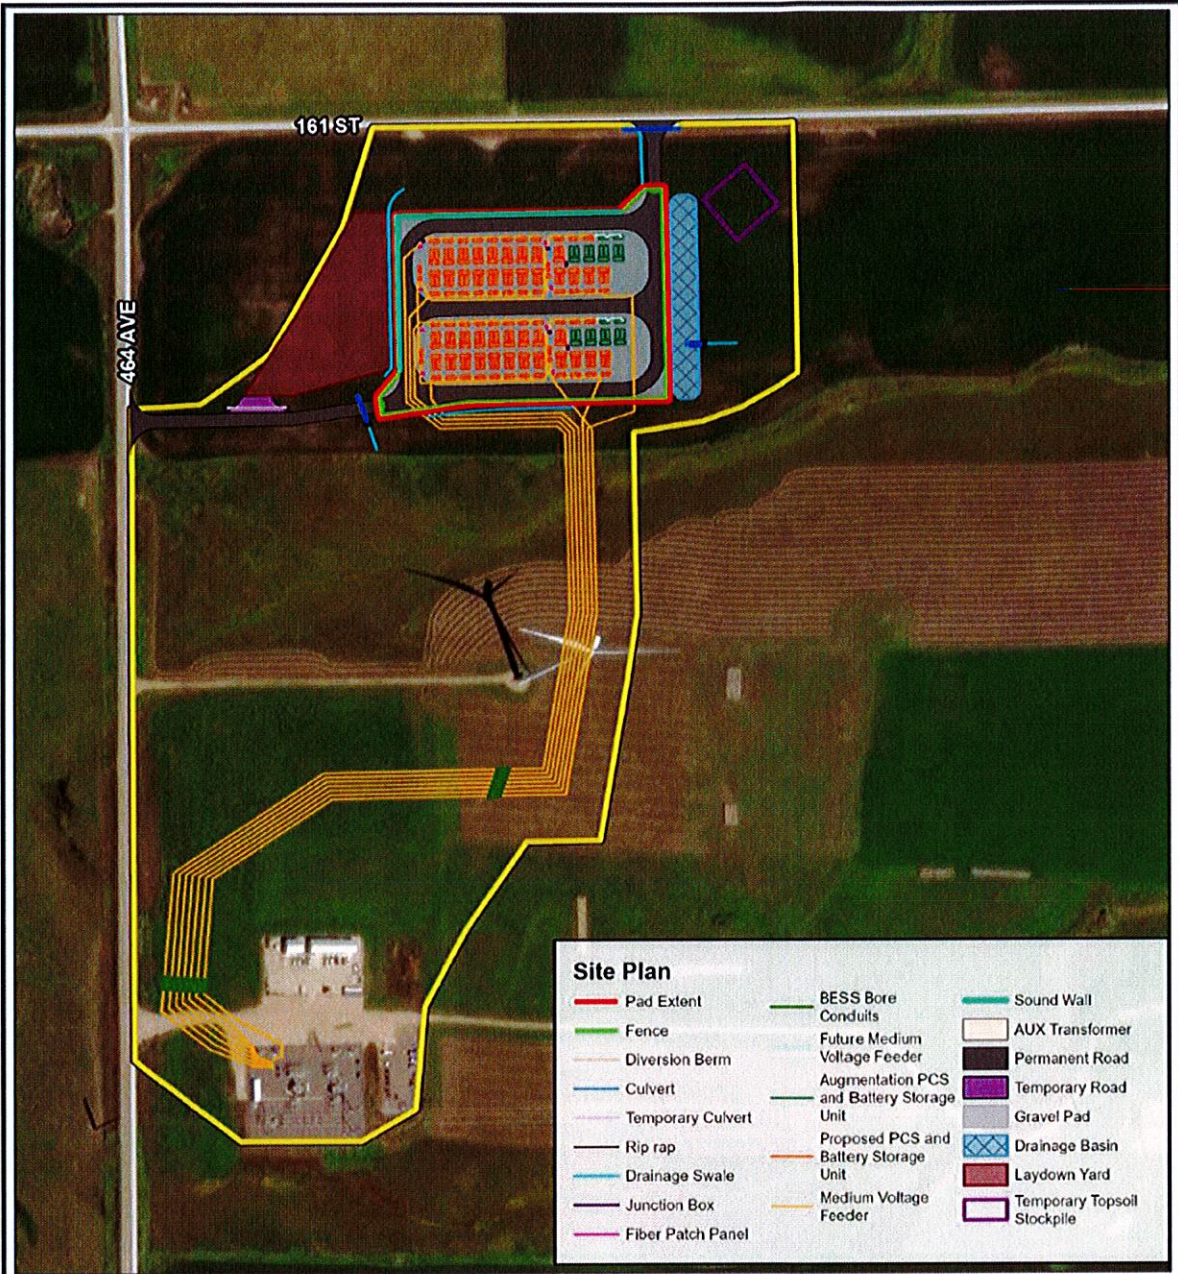 161 ST
464 AVE
Site Plan
Pad Extent
Fence
Diversion Berm
Culvert
Temporary Culvert
Rip rap
Drainage Swale
Junction Box
Fiber Patch Panel
BESS Bore
Conduits
Future Medium
Voltage Feeder
Augmentation PCS
and Battery Storage
Unit
Proposed PCS and
Battery Storage
Unit
Medium Voltage
Feeder
Sound Wall
AUX Transformer
Permanent Road
Temporary Road
Gravel Pad
Drainage Basin
Laydown Yard
Temporary Topsoil
Stockpile